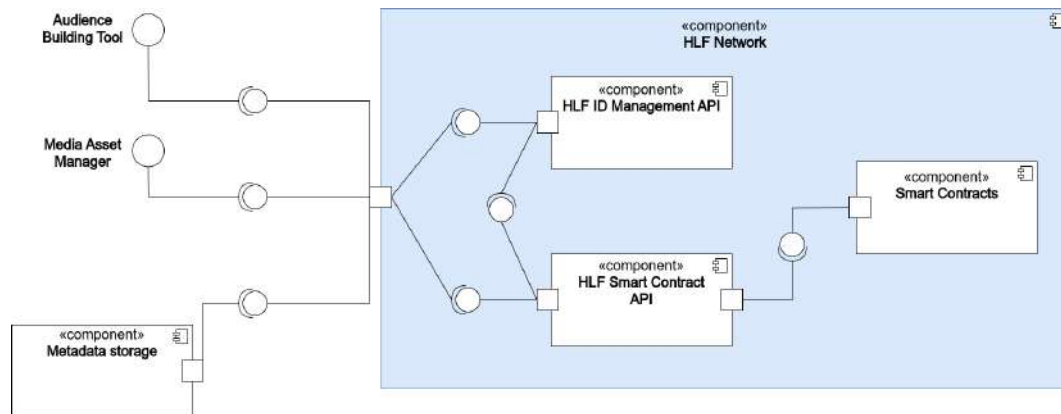 Audience
Building Tool
«component»
HLF Network
«component»
HLF ID Management API
Media Asset
Manager
«component»
Smart Contracts
«component»
HLF Smart Contract
API
«component»
Metadata storage